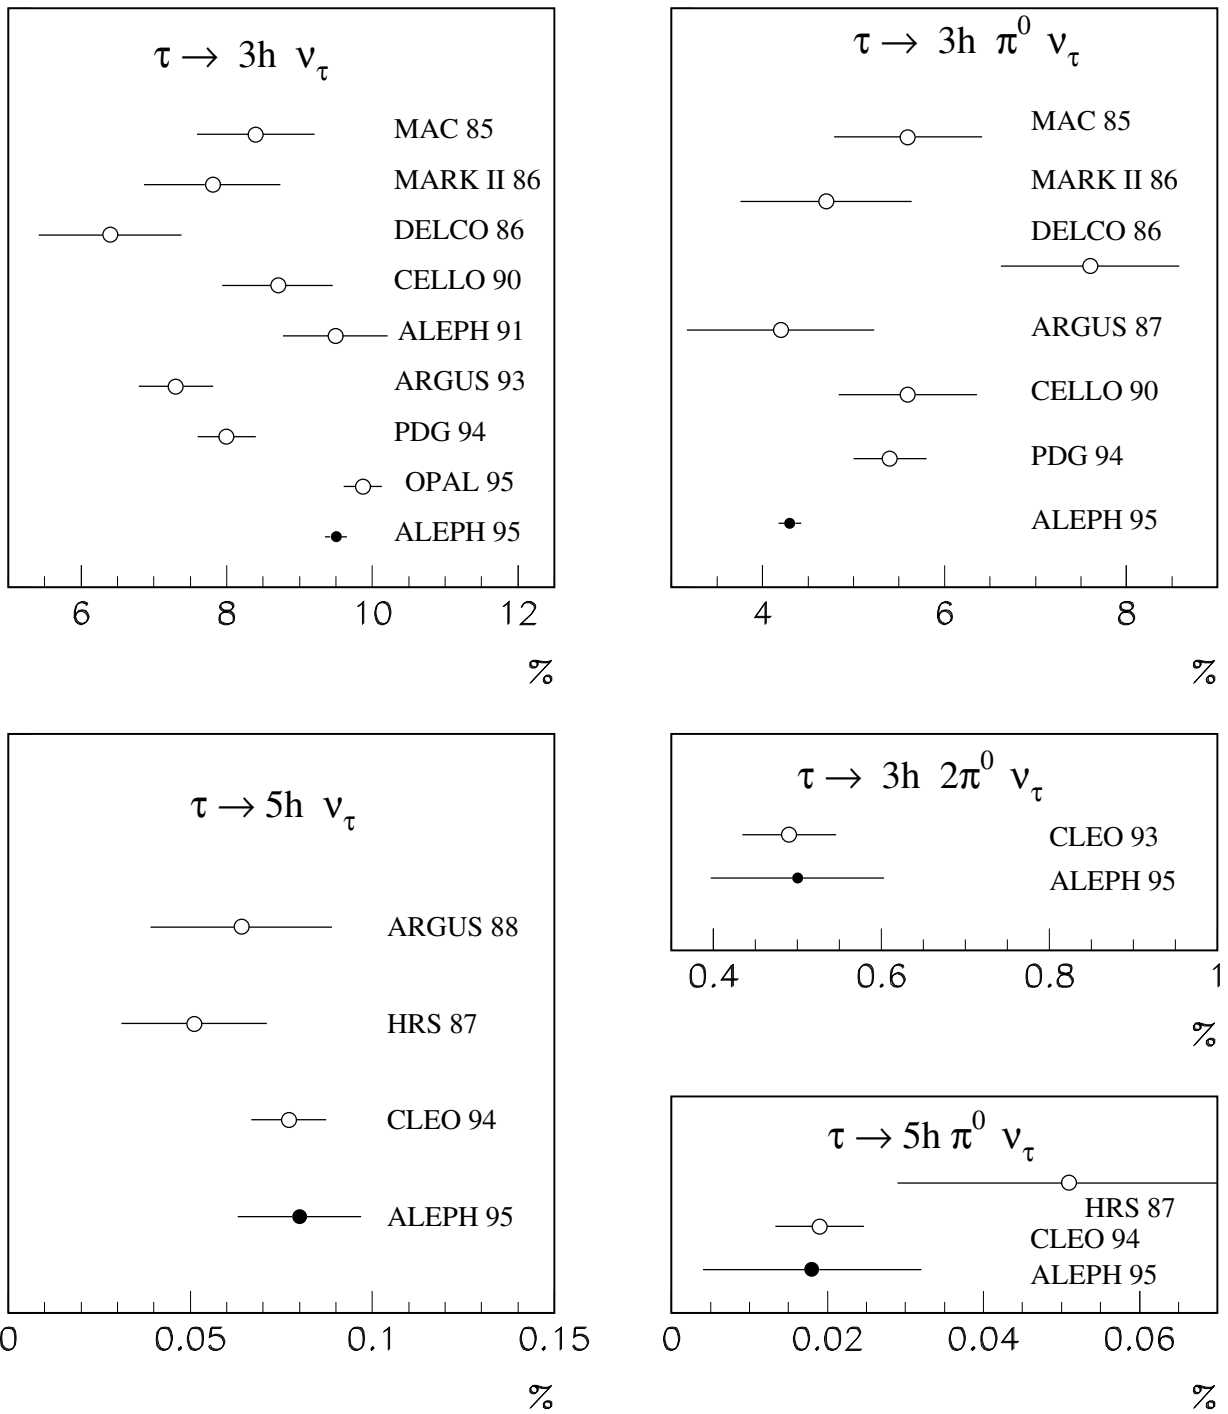 τ → 3h ν_τ
MAC 85
MARK II 86
DELCO 86
CELLO 90
ALEPH 91
ARGUS 93
PDG 94
OPAL 95
ALEPH 95
6 8 10 12
%
τ → 3h π⁰ ν_τ
MAC 85
MARK II 86
DELCO 86
ARGUS 87
CELLO 90
PDG 94
ALEPH 95
4 6 8
%
τ → 5h ν_τ
ARGUS 88
HRS 87
CLEO 94
ALEPH 95
0 0.05 0.1 0.15
%
τ → 3h 2π⁰ ν_τ
CLEO 93
ALEPH 95
0.4 0.6 0.8 1
%
τ → 5h π⁰ ν_τ
HRS 87
CLEO 94
ALEPH 95
0 0.02 0.04 0.06
%